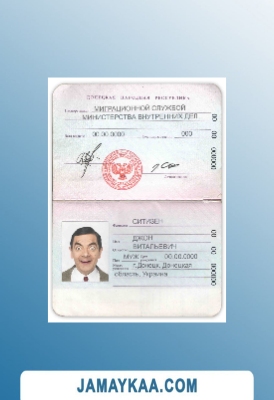 ДОНЕЦКАЯ НАРОДНАЯ РЕСПУБЛИКА
МИГРАЦИОННОЙ СЛУЖБОЙ
МИНИСТЕРСТВА ВНУТРЕННИХ ДЕЛ
00.00.0000 000
00 00 000000
СИТИЗЕН
ДЖОН
ВИТАЛЬЕВИЧ
МУЖ 00.00.0000
г.Донецк, Донецкая
область, Украина
00 00 000000
JAMAYKAA.COM